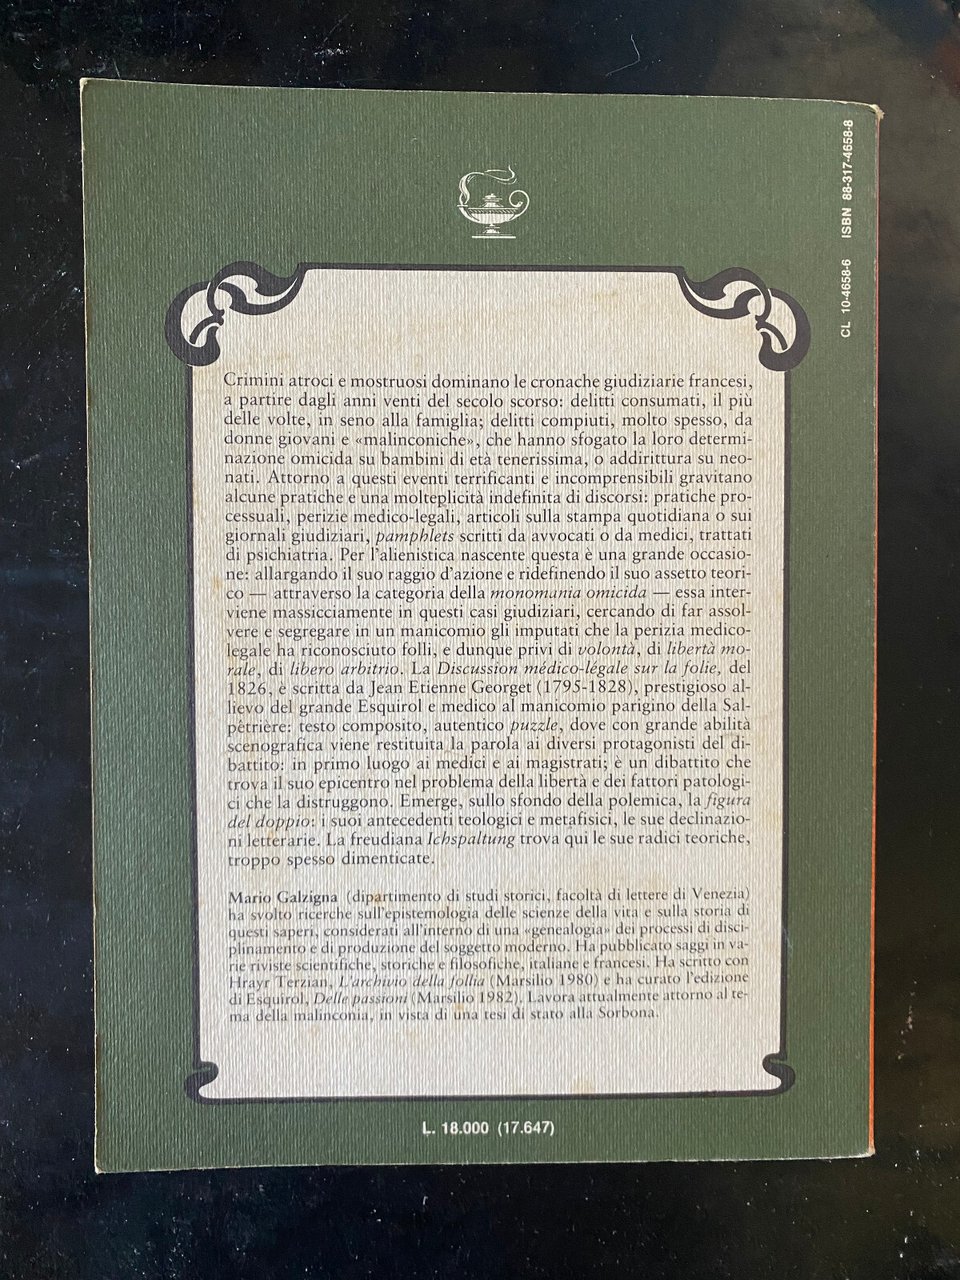 CL 10-4658-6 ISBN 88-317-4658-8
Crimini atroci e mostruosi dominano le cronache giudiziarie francesi,
a partire dagli anni venti del secolo scorso: delitti consumati, il più
delle volte, in seno alla famiglia; delitti compiuti, molto spesso, da
donne giovani e «malinconiche», che hanno sfogato la loro determi-
nazione omicida su bambini di età tenerissima, o addirittura su neo-
nati. Attorno a questi eventi terrificanti e incomprensibili gravitano
alcune pratiche e una molteplicità indefinita di discorsi: pratiche pro-
cessuali, perizie medico-legali, articoli sulla stampa quotidiana o sui
giornali giudiziari, pamphlets scritti da avvocati o da medici, trattati
di psichiatria. Per l'alienistica nascente questa è una grande occasio-
ne: allargando il suo raggio d'azione e ridefinendo il suo assetto teori-
co — attraverso la categoria della monomania omicida — essa inter-
viene massicciamente in questi casi giudiziari, cercando di far assol-
vere e segregare in un manicomio gli imputati che la perizia medico-
legale ha riconosciuto folli, e dunque privi di volontà, di libertà mo-
rale, di libero arbitrio. La Discussion médico-légale sur la folie, del
1826, è scritta da Jean Etienne Georget (1795-1828), prestigioso al-
lievo del grande Esquirol e medico al manicomio parigino della Sal-
pêtrière: testo composito, autentico puzzle, dove con grande abilità
scenografica viene restituita la parola ai diversi protagonisti del di-
battito: in primo luogo ai medici e ai magistrati; è un dibattito che
trova il suo epicentro nel problema della libertà e dei fattori patologi-
ci che la distruggono. Emerge, sullo sfondo della polemica, la figura
del doppio: i suoi antecedenti teologici e metafisici, le sue declinazio-
ni letterarie. La freudiana Ichspaltung trova qui le sue radici teoriche,
troppo spesso dimenticate.
Mario Galzigna (dipartimento di studi storici, facoltà di lettere di Venezia)
ha svolto ricerche sull'epistemologia delle scienze della vita e sulla storia di
questi saperi, considerati all'interno di una «genealogia» dei processi di disci-
plinamento e di produzione del soggetto moderno. Ha pubblicato saggi in va-
rie riviste scientifiche, storiche e filosofiche, italiane e francesi. Ha scritto con
Hrayr Terzian, L'archivio della follia (Marsilio 1980) e ha curato l'edizione
di Esquirol, Delle passioni (Marsilio 1982). Lavora attualmente attorno al te-
ma della malinconia, in vista di una tesi di stato alla Sorbona.
L. 18.000 (17.647)